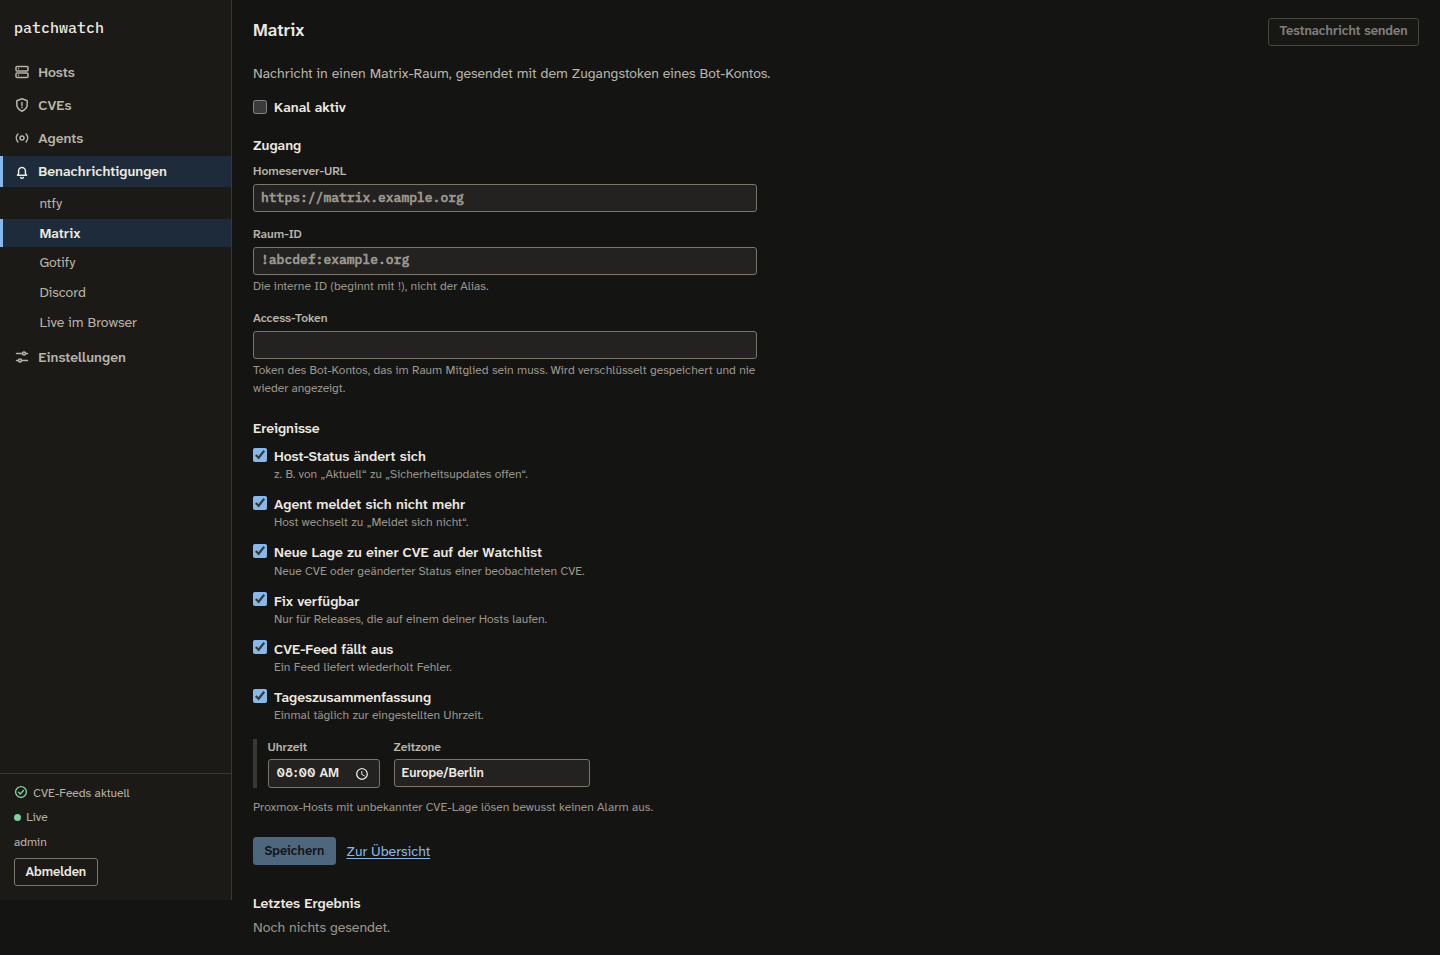 patchwatch
Hosts
CVEs
Agents
Benachrichtigungen
ntfy
Matrix
Gotify
Discord
Live im Browser
Einstellungen
CVE-Feeds aktuell
Live
admin
Abmelden
Matrix
Testnachricht senden
Nachricht in einen Matrix-Raum, gesendet mit dem Zugangstoken eines Bot-Kontos.
Kanal aktiv
Zugang
Homeserver-URL
https://matrix.example.org
Raum-ID
!abcdef:example.org
Die interne ID (beginnt mit !), nicht der Alias.
Access-Token
Token des Bot-Kontos, das im Raum Mitglied sein muss. Wird verschlüsselt gespeichert und nie
wieder angezeigt.
Ereignisse
Host-Status ändert sich
z. B. von „Aktuell“ zu „Sicherheitsupdates offen“.
Agent meldet sich nicht mehr
Host wechselt zu „Meldet sich nicht“.
Neue Lage zu einer CVE auf der Watchlist
Neue CVE oder geänderter Status einer beobachteten CVE.
Fix verfügbar
Nur für Releases, die auf einem deiner Hosts laufen.
CVE-Feed fällt aus
Ein Feed liefert wiederholt Fehler.
Tageszusammenfassung
Einmal täglich zur eingestellten Uhrzeit.
Uhrzeit Zeitzone
08:00 AM Europe/Berlin
Proxmox-Hosts mit unbekannter CVE-Lage lösen bewusst keinen Alarm aus.
Speichern Zur Übersicht
Letztes Ergebnis
Noch nichts gesendet.